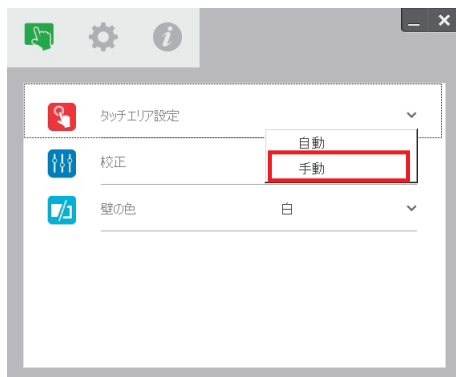 タッチエリア設定
自動
手動
校正
壁の色 白